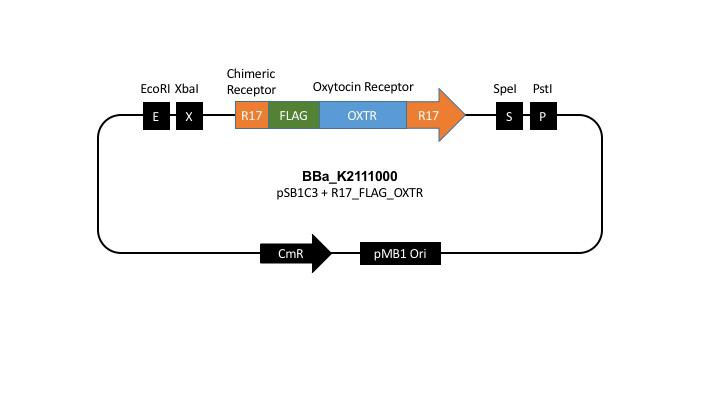 Chimeric
Receptor
Oxytocin Receptor
EcoRI XbaI
SpeI PstI
E X R17 FLAG OXTR R17 S P
BBa_K2111000
pSB1C3 + R17_FLAG_OXTR
CmR pMB1 Ori